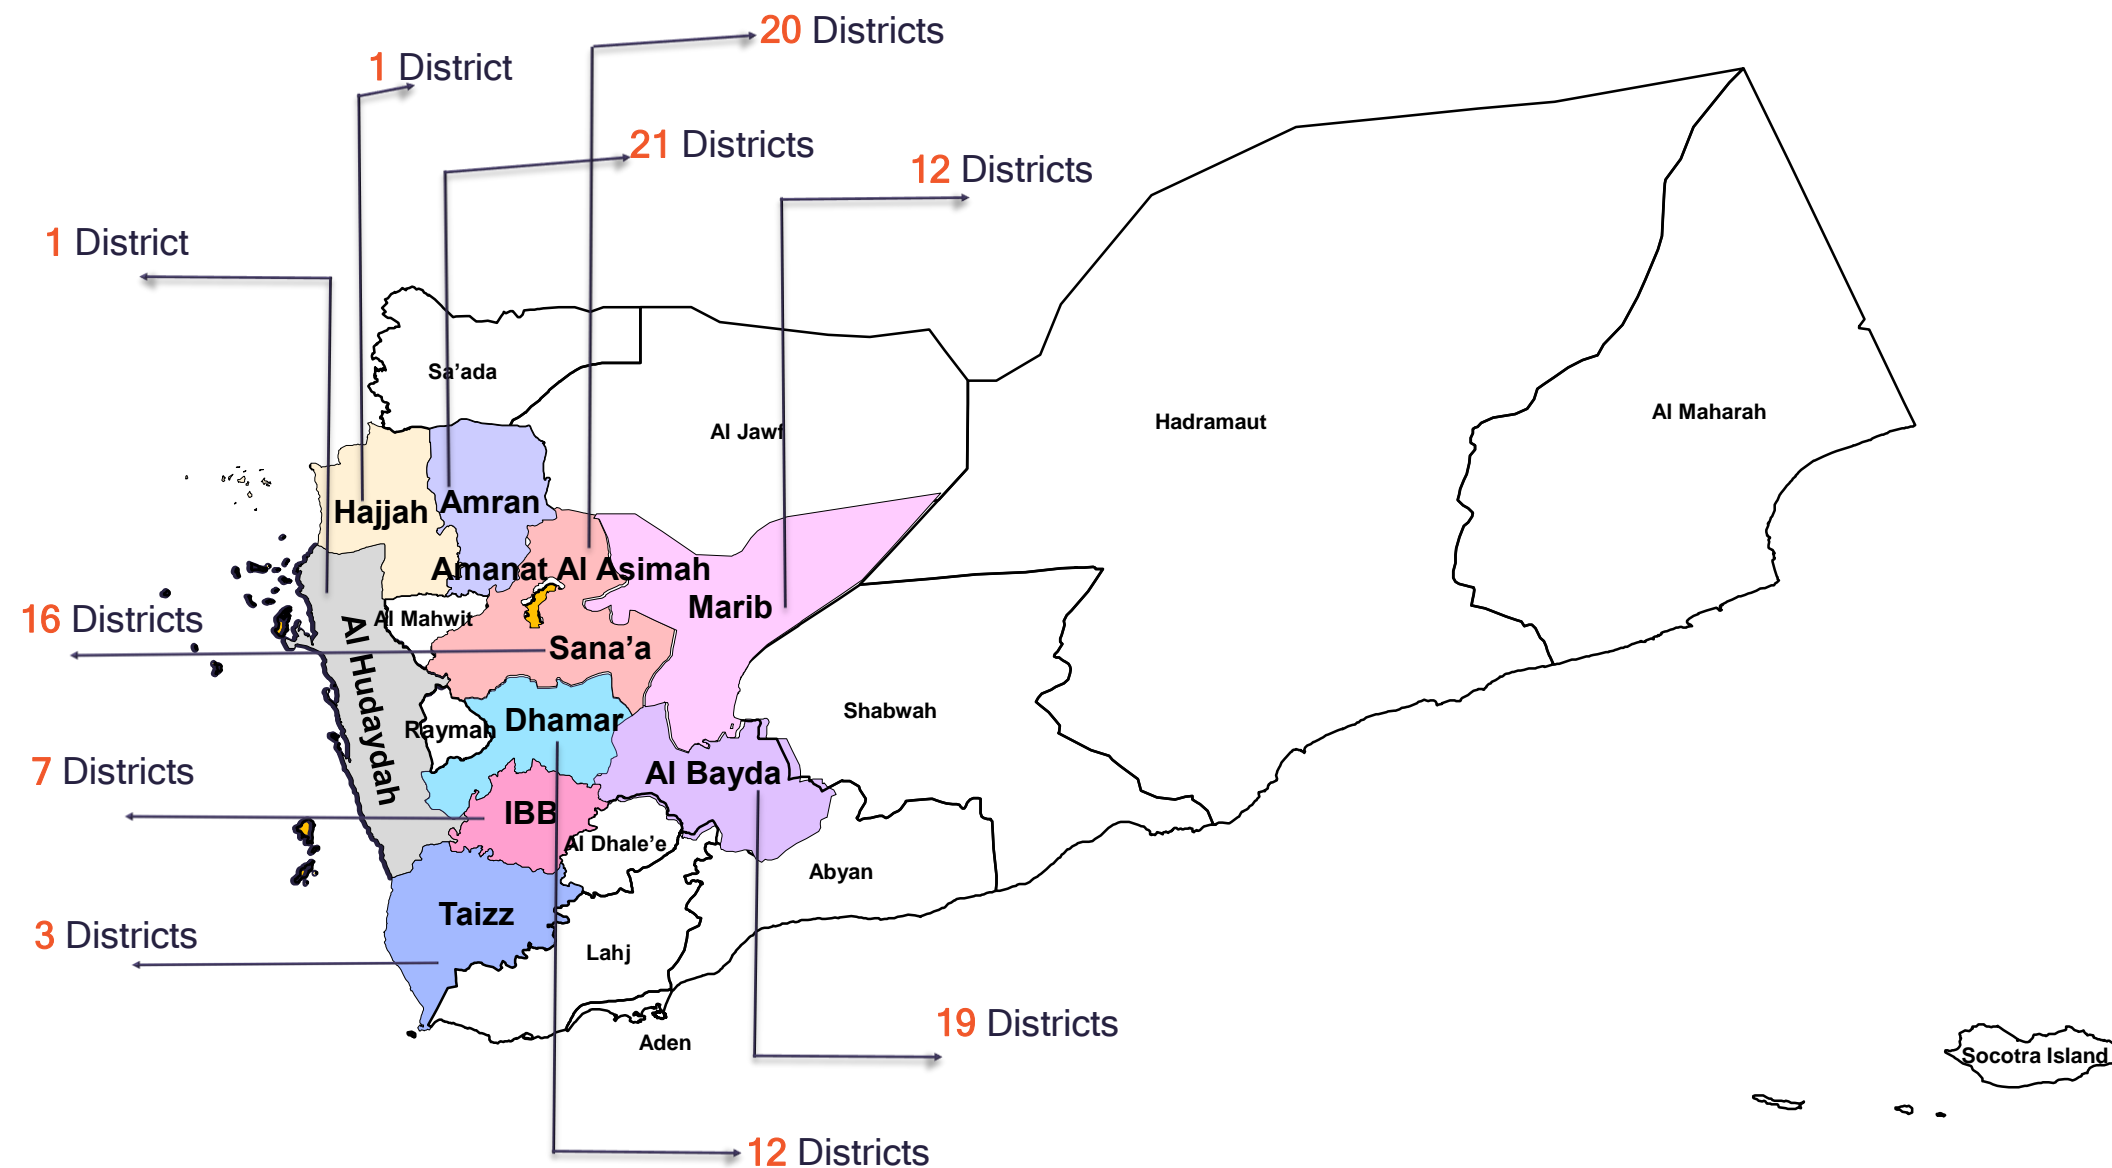 20 Districts
1 District
21 Districts
12 Districts
1 District
Sa’ada
Al Jawf
Hadramaut
Al Maharah
Hajjah
Amran
Amanat Al Asimah
Marib
16 Districts
Al Mahwit
Sana’a
Al Hudaydah
Shabwah
Raymah
Dhamar
7 Districts
Al Bayda
IBB
Al Dhale’e
Abyan
Taizz
3 Districts
Lahj
19 Districts
Aden
Socotra Island
12 Districts